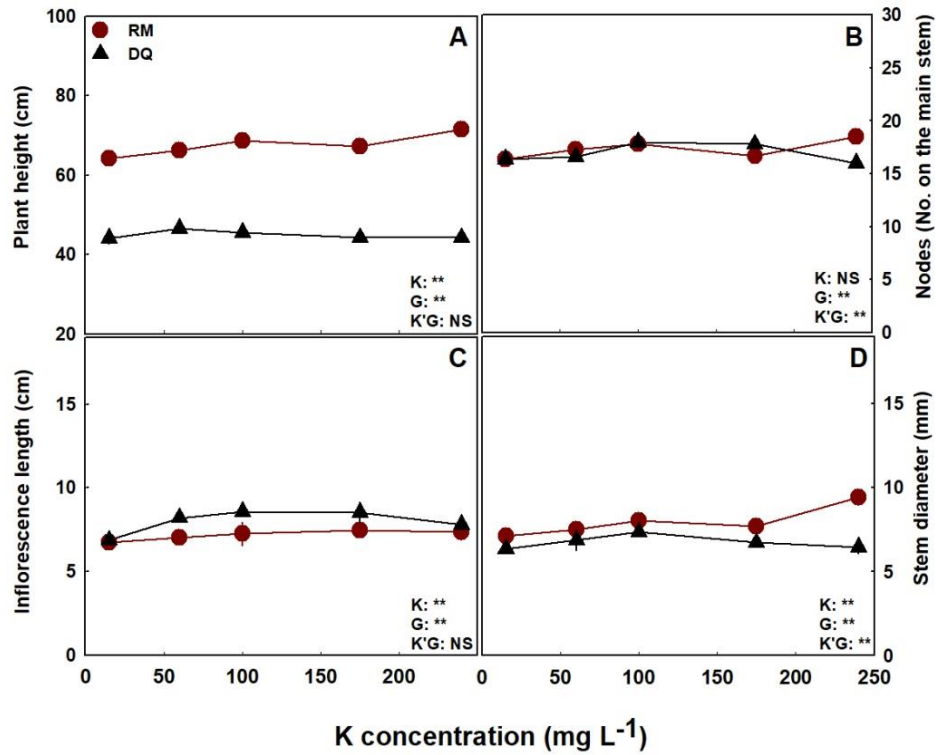 100
80
60
40
20
Plant height (cm)
RM
DQ
A
K: **
G: **
K'G: NS
B
30
25
20
15
10
5
0
Nodes (No. on the main stem)
K: NS
G: **
K'G: **
15
10
5
0
Inflorescence length (cm)
C
K: **
G: **
K'G: NS
0 50 100 150 200
D
15
10
5
0
Stem diameter (mm)
K: **
G: **
K'G: **
0 50 100 150 200 250
K concentration (mg L-1)